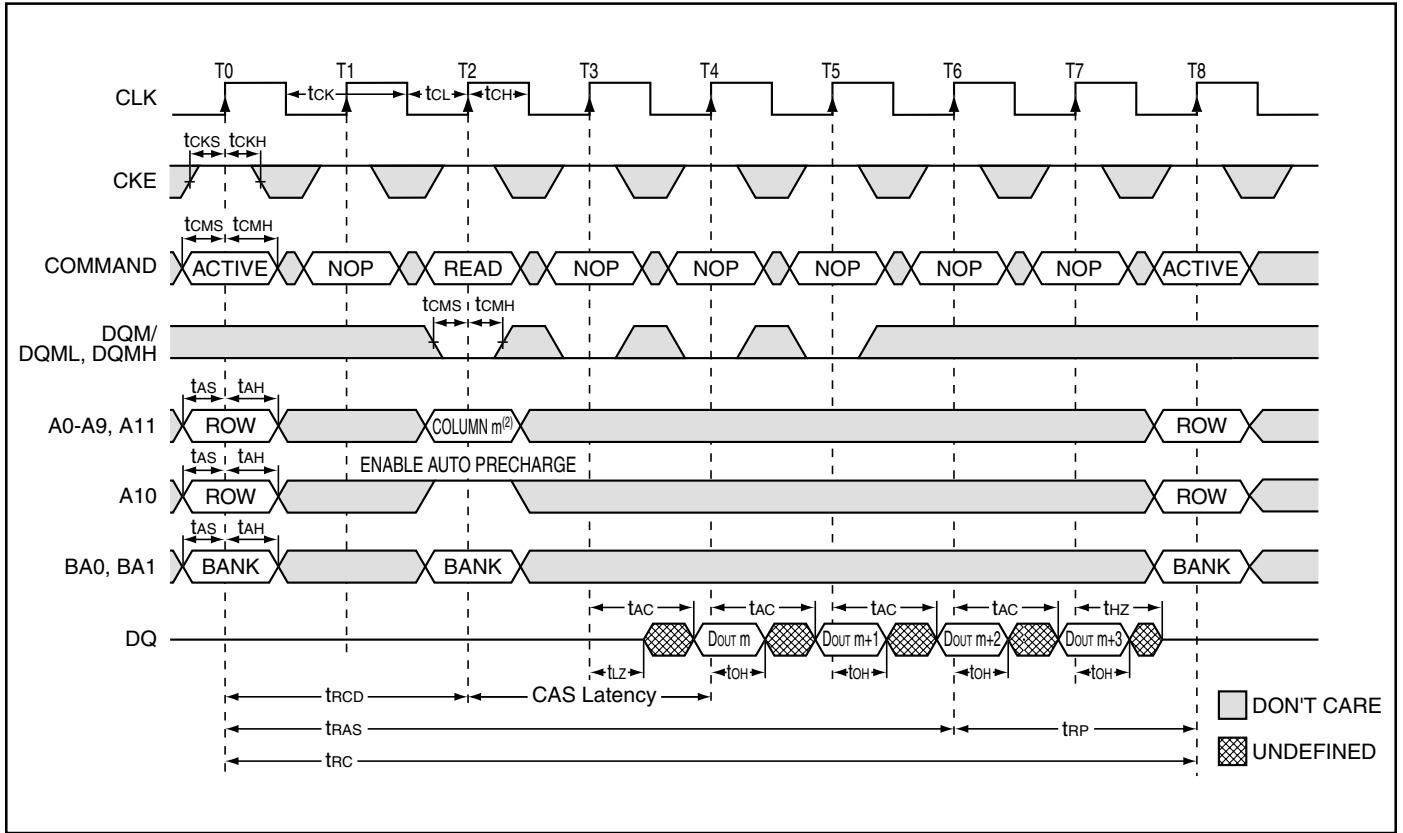 T0 T1 T2 T3 T4 T5 T6 T7 T8
CLK
tCK tCL tCH
tCKS tCKH
CKE
tCMS tCMH
COMMAND ACTIVE NOP READ NOP NOP NOP NOP NOP ACTIVE
tCMS tCMH
DQM/
DQML, DQMH
tAS tAH
A0-A9, A11 ROW COLUMN m(2) ROW
tAS tAH
ENABLE AUTO PRECHARGE
A10 ROW ROW
tAS tAH
BA0, BA1 BANK BANK BANK
tAC tAC tAC tAC tHZ
DQ DOUT m DOUT m+1 DOUT m+2 DOUT m+3
tLZ tOH tOH tOH tOH
tRCD CAS Latency
DON'T CARE
tRAS tRP
UNDEFINED
tRC